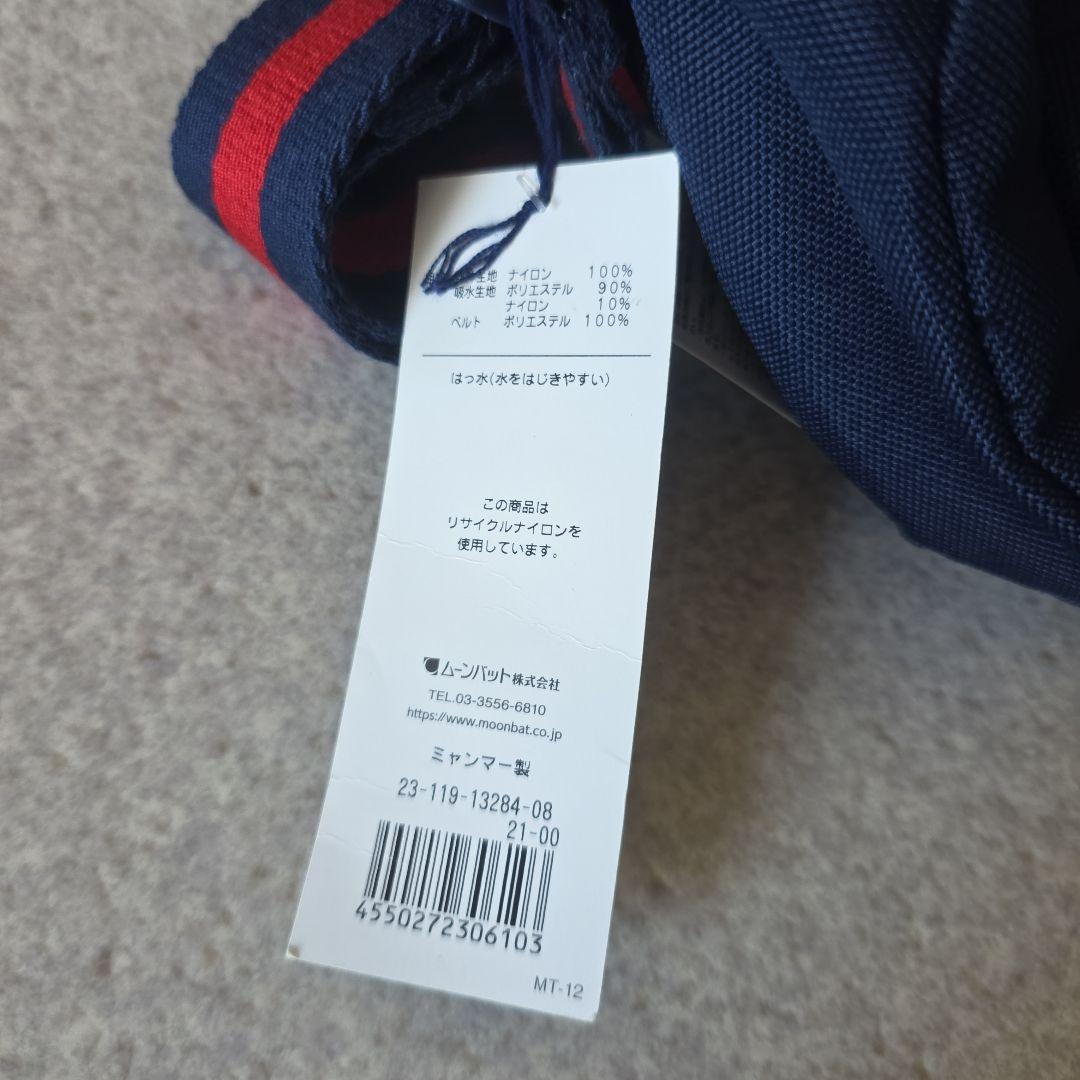 生地 ナイロン 100%
吸水生地 ポリエステル 90%
ナイロン 10%
ベルト ポリエステル 100%
はっ水(水をはじきやすい)
この商品は
リサイクルナイロンを
使用しています。
ムーンバット株式会社
TEL.03-3556-6810
https://www.moonbat.co.jp
ミャンマー製
23-119-13284-08
21-00
4550272306103
MT-12